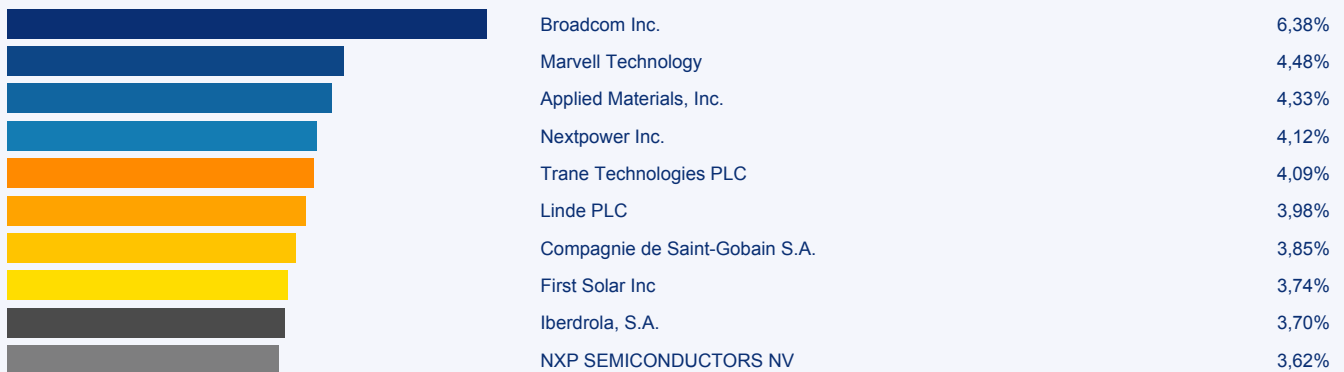 Broadcom Inc. 6,38%
Marvell Technology 4,48%
Applied Materials, Inc. 4,33%
Nextpower Inc. 4,12%
Trane Technologies PLC 4,09%
Linde PLC 3,98%
Compagnie de Saint-Gobain S.A. 3,85%
First Solar Inc 3,74%
Iberdrola, S.A. 3,70%
NXP SEMICONDUCTORS NV 3,62%